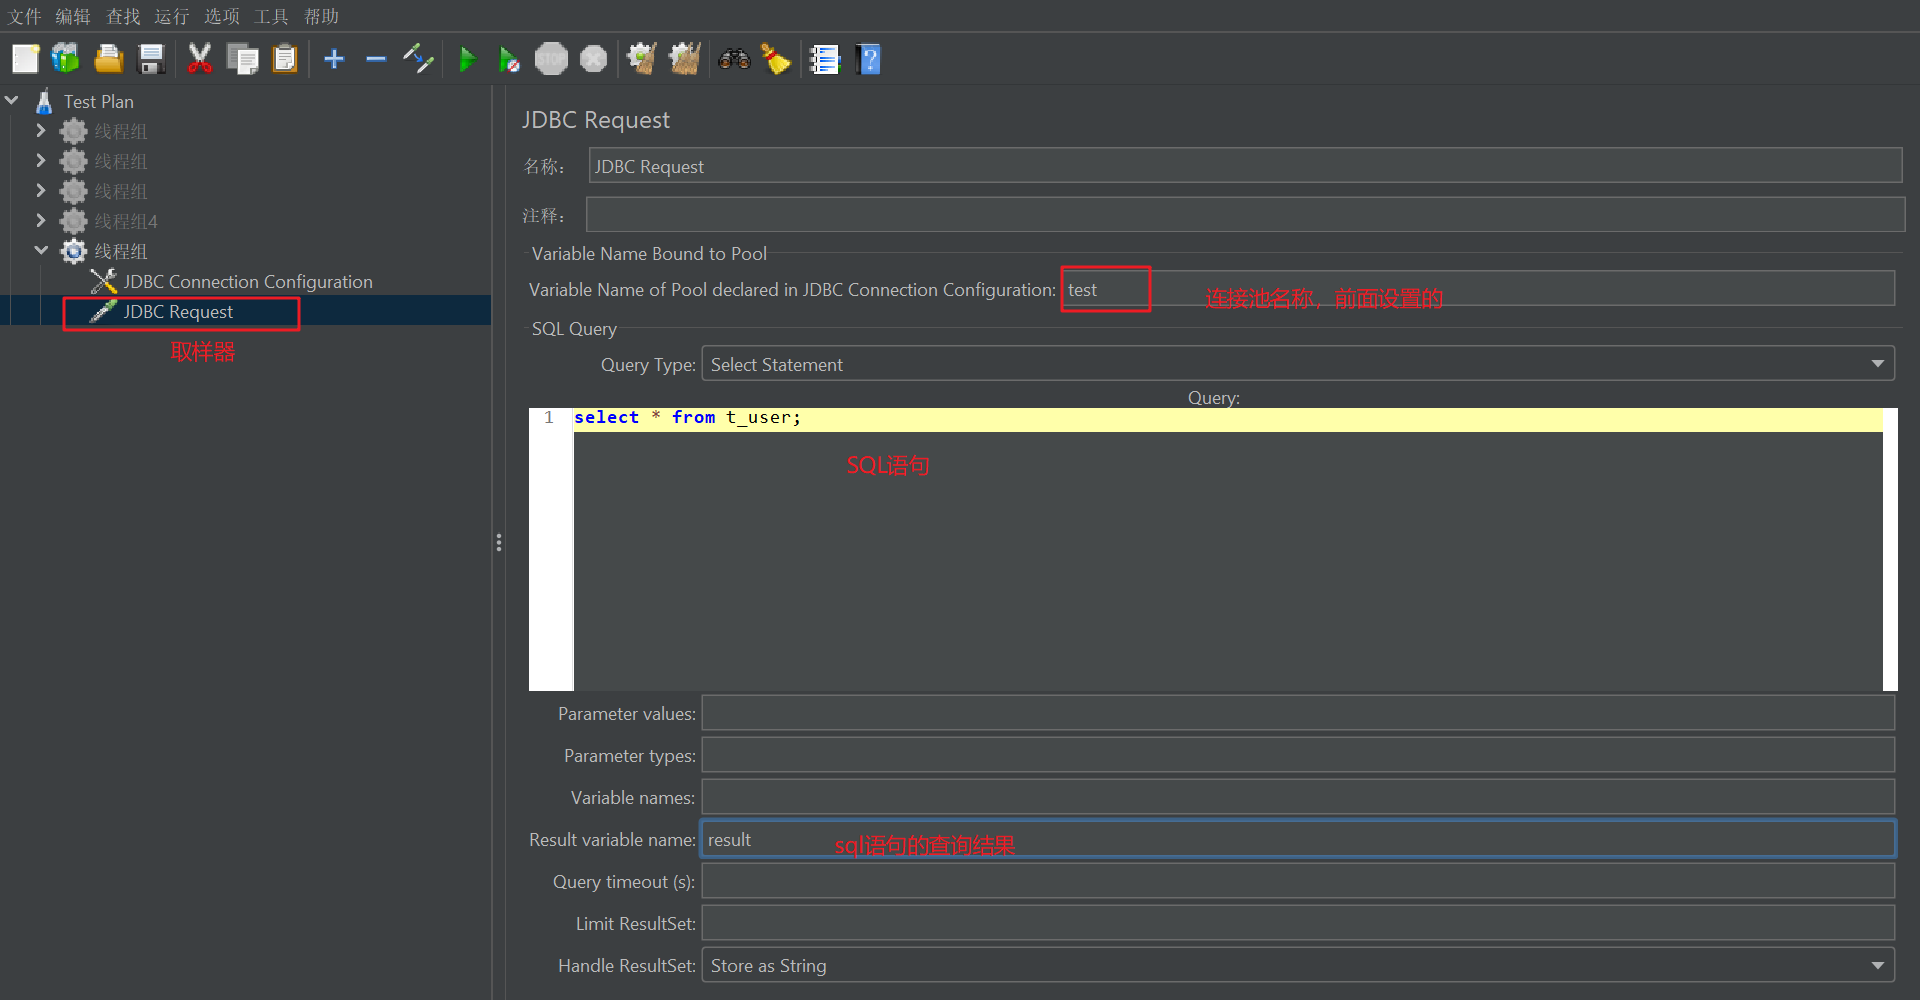 文件 编辑 查找 运行 选项 工具 帮助
STOP
Test Plan
线程组
线程组
线程组
线程组4
线程组
JDBC Connection Configuration
JDBC Request
取样器
JDBC Request
名称: JDBC Request
注释:
Variable Name Bound to Pool
Variable Name of Pool declared in JDBC Connection Configuration: test 连接池名称，前面设置的
SQL Query
Query Type: Select Statement
Query:
1 select * from t_user;
SQL语句
Parameter values:
Parameter types:
Variable names:
Result variable name: result sql语句的查询结果
Query timeout (s):
Limit ResultSet:
Handle ResultSet: Store as String